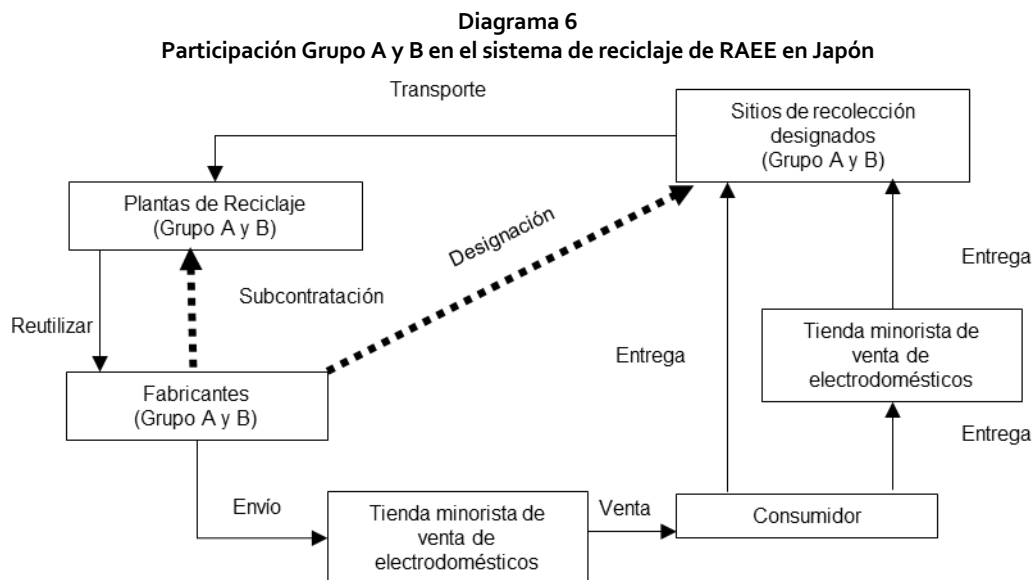 Diagrama 6
Participación Grupo A y B en el sistema de reciclaje de RAEE en Japón
Transporte
Sitios de recolección
designados
(Grupo A y B)
Plantas de Reciclaje
(Grupo A y B)
Designación
Entrega
Subcontratación
Reutilizar
Tienda minorista de
venta de
electrodomésticos
Entrega
Fabricantes
(Grupo A y B)
Entrega
Envío
Tienda minorista de
venta de
electrodomésticos
Venta
Consumidor